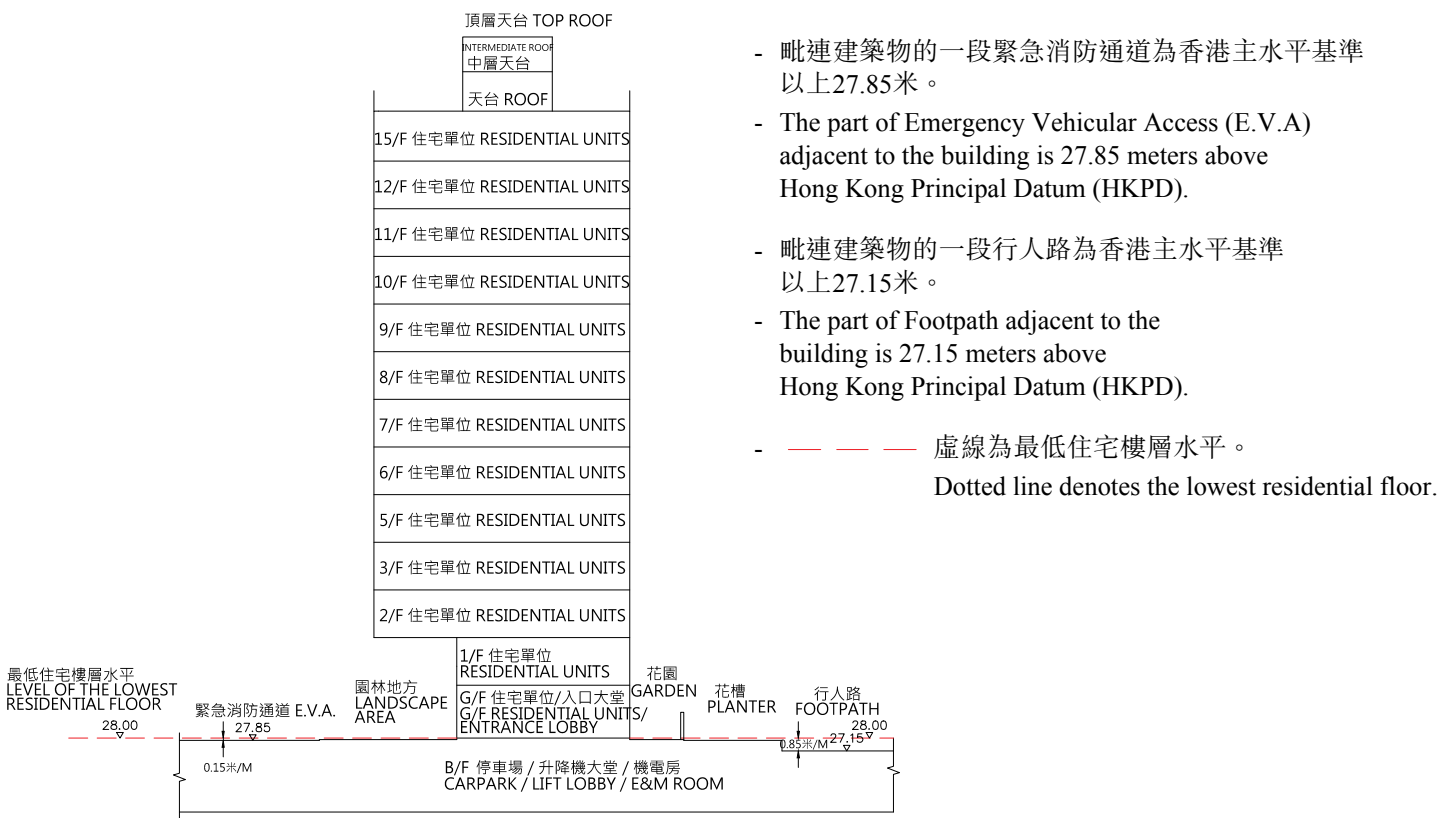 頂層天台 TOP ROOF
INTERMEDIATE ROOF
中層天台
天台 ROOF
15/F 住宅單位 RESIDENTIAL UNITS
12/F 住宅單位 RESIDENTIAL UNITS
11/F 住宅單位 RESIDENTIAL UNITS
10/F 住宅單位 RESIDENTIAL UNITS
9/F 住宅單位 RESIDENTIAL UNITS
8/F 住宅單位 RESIDENTIAL UNITS
7/F 住宅單位 RESIDENTIAL UNITS
6/F 住宅單位 RESIDENTIAL UNITS
5/F 住宅單位 RESIDENTIAL UNITS
3/F 住宅單位 RESIDENTIAL UNITS
2/F 住宅單位 RESIDENTIAL UNITS
1/F 住宅單位
RESIDENTIAL UNITS
G/F 住宅單位/入口大堂
G/F RESIDENTIAL UNITS/
ENTRANCE LOBBY
最低住宅樓層水平
LEVEL OF THE LOWEST
RESIDENTIAL FLOOR
28.00
緊急消防通道 E.V.A.
27.85
0.15米/M
園林地方
LANDSCAPE
AREA
花園
GARDEN
花槽
PLANTER
行人路
FOOTPATH
28.00
0.85米/M
27.15
B/F 停車場 / 升降機大堂 / 機電房
CARPARK / LIFT LOBBY / E&M ROOM
- 毗連建築物的一段緊急消防通道為香港主水平基準
以上27.85米。
- The part of Emergency Vehicular Access (E.V.A)
adjacent to the building is 27.85 meters above
Hong Kong Principal Datum (HKPD).
- 毗連建築物的一段行人路為香港主水平基準
以上27.15米。
- The part of Footpath adjacent to the
building is 27.15 meters above
Hong Kong Principal Datum (HKPD).
- 虛線為最低住宅樓層水平。
Dotted line denotes the lowest residential floor.